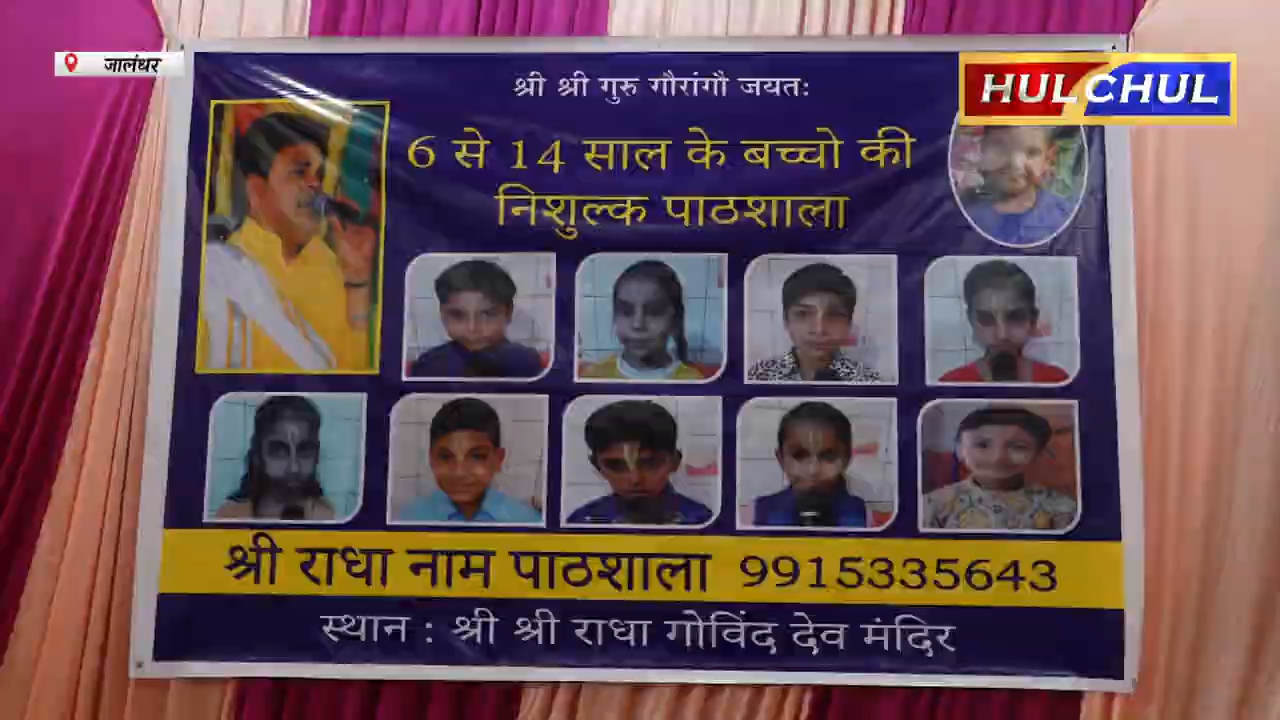 जालंधर
HULCHUL
श्री श्री गुरु गौरांगौ जयतः
6 से 14 साल के बच्चो की
निशुल्क पाठशाला
श्री राधा नाम पाठशाला 9915335643
स्थान : श्री श्री राधा गोविंद देव मंदिर